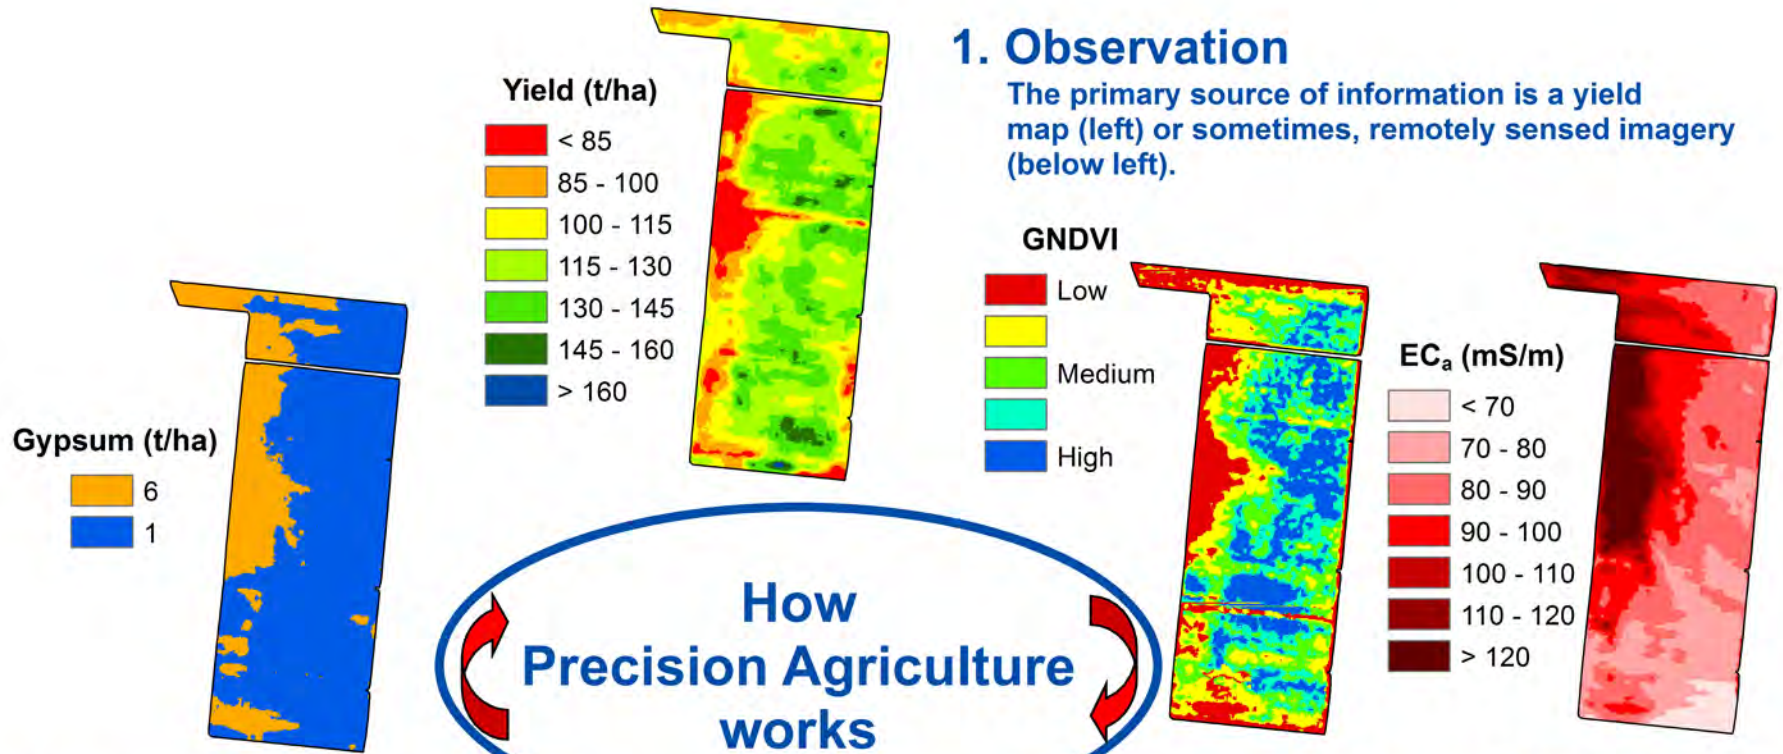 1. Observation
The primary source of information is a yield
map (left) or sometimes, remotely sensed imagery
(below left).
Yield (t/ha)
< 85
85 - 100
100 - 115
115 - 130
130 - 145
145 - 160
> 160
GNDVI
Low
Medium
High
ECa (mS/m)
< 70
70 - 80
80 - 90
90 - 100
100 - 110
110 - 120
> 120
Gypsum (t/ha)
6
1
How
Precision Agriculture
works